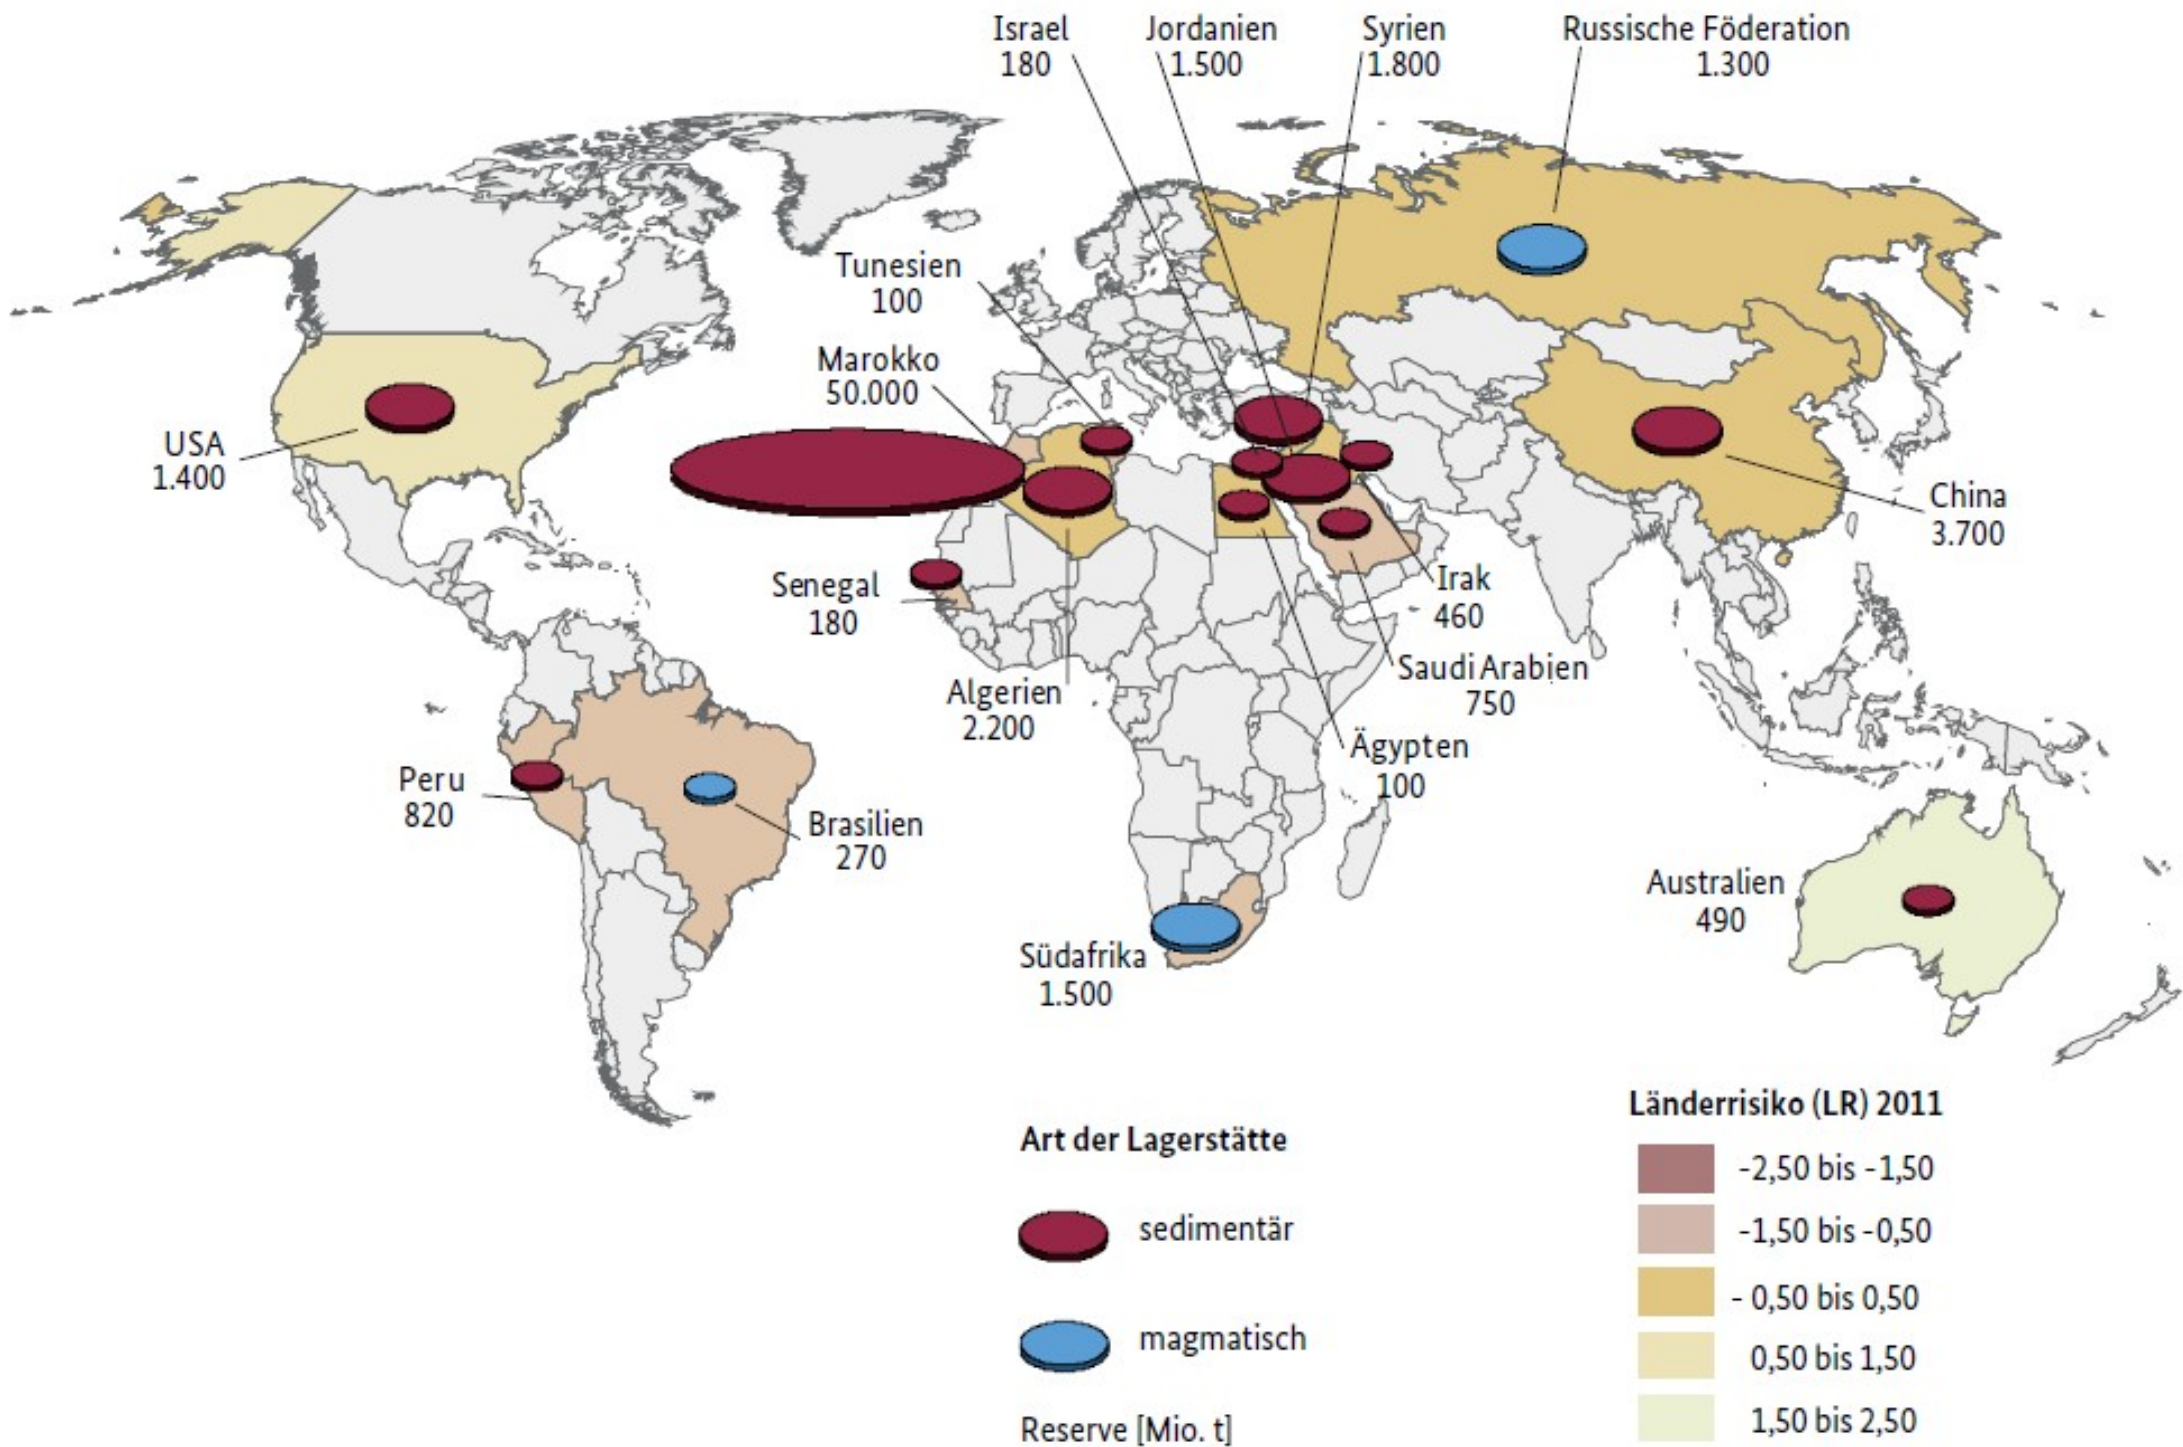 Israel
180
Jordanien
1.500
Syrien
1.800
Russische Föderation
1.300
Tunesien
100
Marokko
50.000
USA
1.400
China
3.700
Senegal
180
Irak
460
Algerien
2.200
Saudi Arabien
750
Ägypten
100
Peru
820
Brasilien
270
Australien
490
Südafrika
1.500
Art der Lagerstätte
sedimentär
magmatisch
Reserve [Mio. t]
Länderrisiko (LR) 2011
-2,50 bis -1,50
-1,50 bis -0,50
- 0,50 bis 0,50
0,50 bis 1,50
1,50 bis 2,50